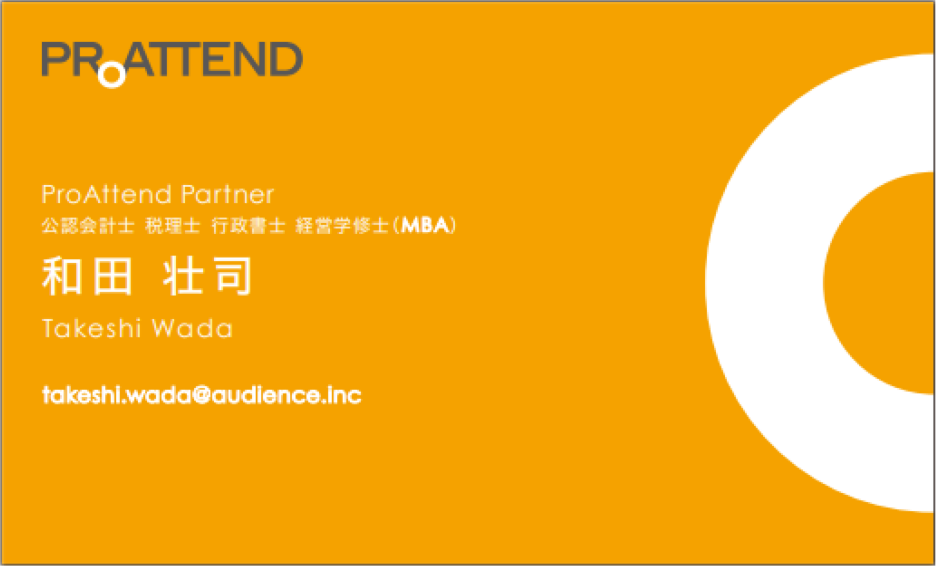 PROATTEND
ProAttend Partner
公認会計士 税理士 行政書士 経営学修士(MBA)
和田 壮司
Takeshi Wada
takeshi.wada@audience.inc